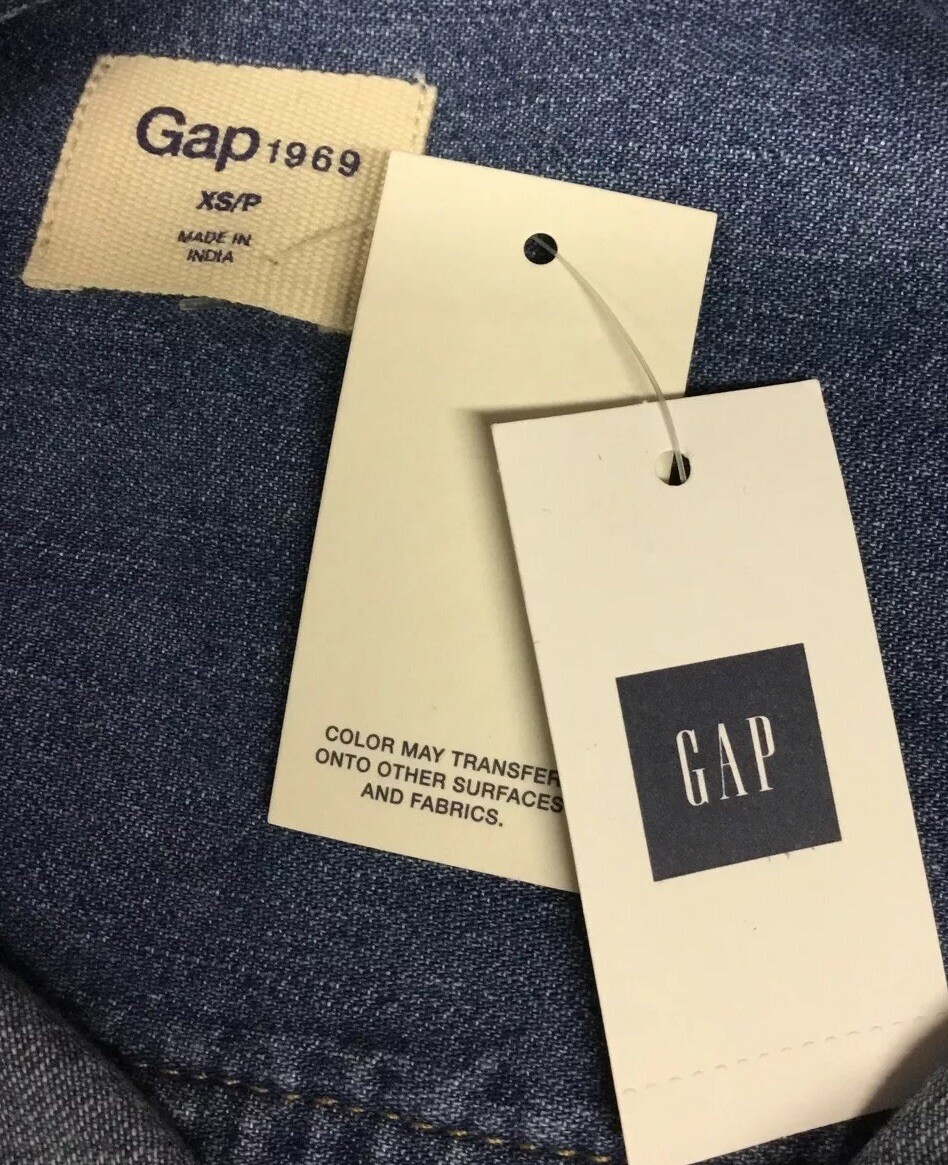 Gap 1969
XS/P
MADE IN
INDIA
COLOR MAY TRANSFER
ONTO OTHER SURFACES
AND FABRICS.
GAP